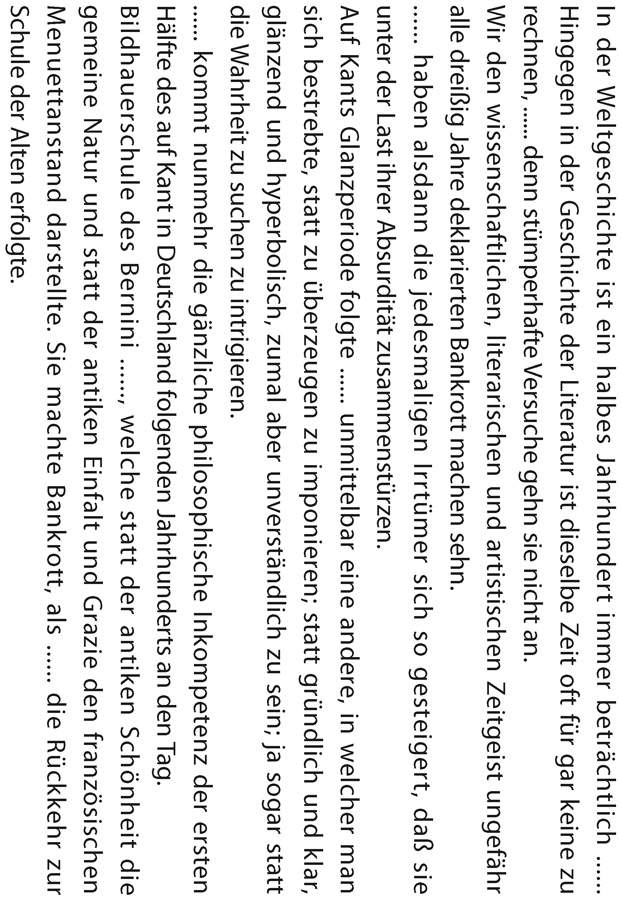 In der Weltgeschichte ist ein halbes Jahrhundert immer beträchtlich ......
Hingegen in der Geschichte der Literatur ist dieselbe Zeit oft für gar keine zu
rechnen, ...... denn stümperhafte Versuche gehn sie nicht an.
Wir den wissenschaftlichen, literarischen und artistischen Zeitgeist ungefähr
alle dreißig Jahre deklarierten Bankrott machen sehn.
....... haben alsdann die jedesmaligen Irrtümer sich so gesteigert, daß sie
unter der Last ihrer Absurdität zusammenstürzen.
Auf Kants Glanzperiode folgte ...... unmittelbar eine andere, in welcher man
sich bestrebte, statt zu überzeugen zu imponieren; statt gründlich und klar,
glänzend und hyperbolisch, zumal aber unverständlich zu sein; ja sogar statt
die Wahrheit zu suchen zu intrigieren.
...... kommt nunmehr die gänzliche philosophische Inkompetenz der ersten
Hälfte des auf Kant in Deutschland folgenden Jahrhunderts an den Tag.
Bildhauerschule des Bernini ......, welche statt der antiken Schönheit die
gemeine Natur und statt der antiken Einfalt und Grazie den französischen
Menuettanstand darstellte. Sie machte Bankrott, als ...... die Rückkehr zur
Schule der Alten erfolgte.